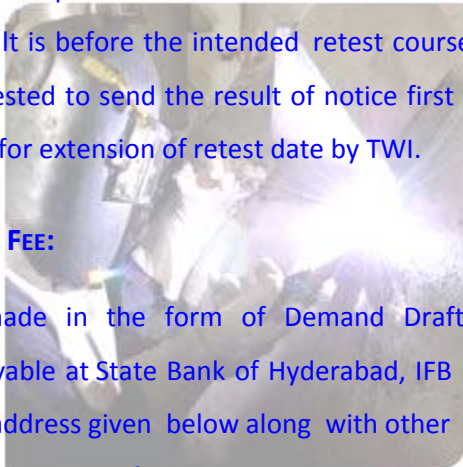 lt is before the intended retest course
ested to send the result of notice first
for extension of retest date by TWI.
FEE:
nade in the form of Demand Draft
yable at State Bank of Hyderabad, IFB
address given below along with other